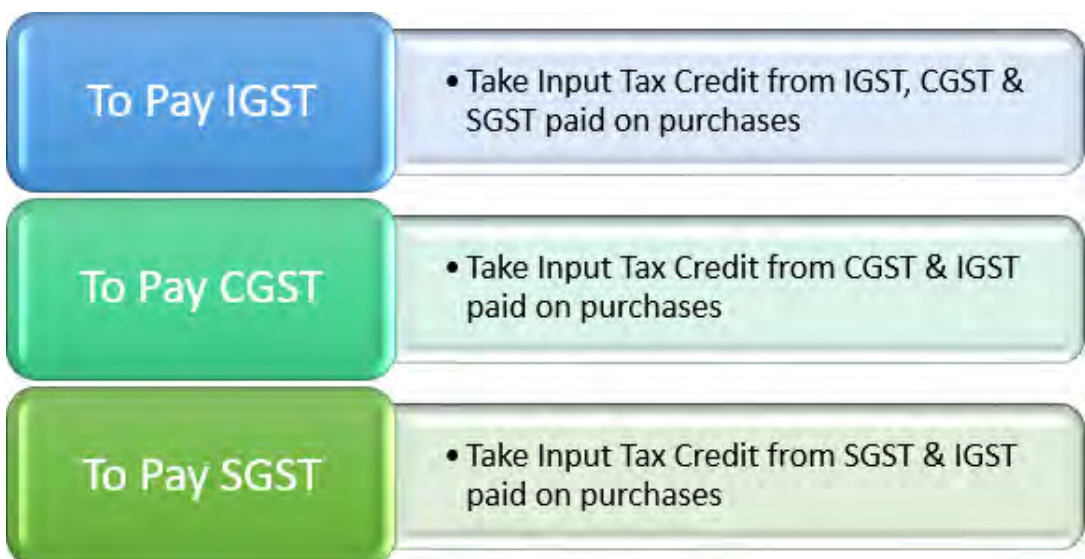 To Pay IGST
• Take Input Tax Credit from IGST, CGST &
SGST paid on purchases
To Pay CGST
• Take Input Tax Credit from CGST & IGST
paid on purchases
To Pay SGST
• Take Input Tax Credit from SGST & IGST
paid on purchases